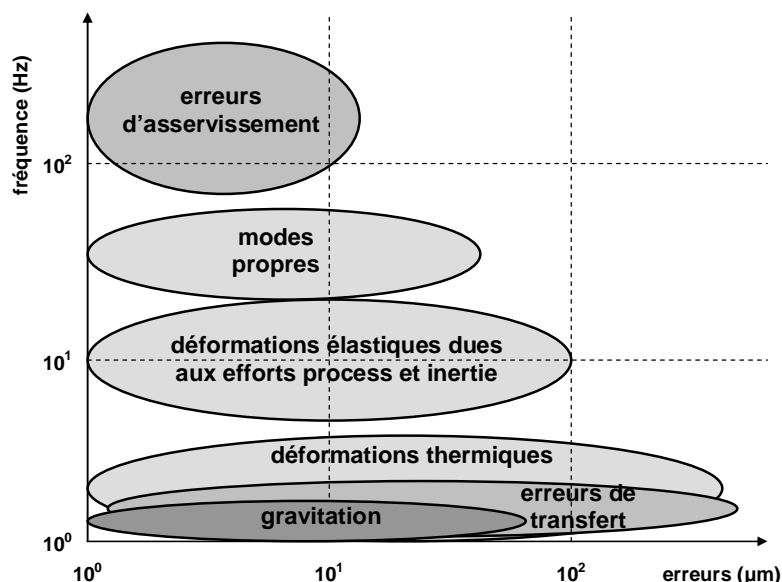 fréquence (Hz)
erreurs
d'asservissement
10²
modes
propres
déformations élastiques dues
aux efforts process et inertie
10¹
déformations thermiques
erreurs de
transfert
gravitation
10⁰
10⁰
10¹
10²
erreurs (µm)